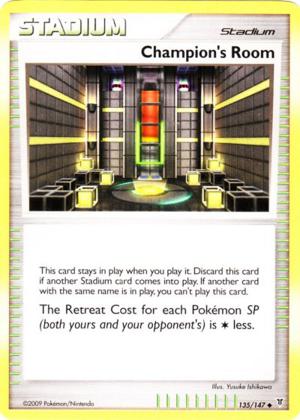 STADIUM
Stadium
Champion's Room
This card stays in play when you play it. Discard this card
if another Stadium card comes into play. If another card
with the same name is in play, you can't play this card.
The Retreat Cost for each Pokémon SP
(both yours and your opponent's) is less.
Illus. Yusuke Ishikawa
©2009 Pokémon/Nintendo
135/147